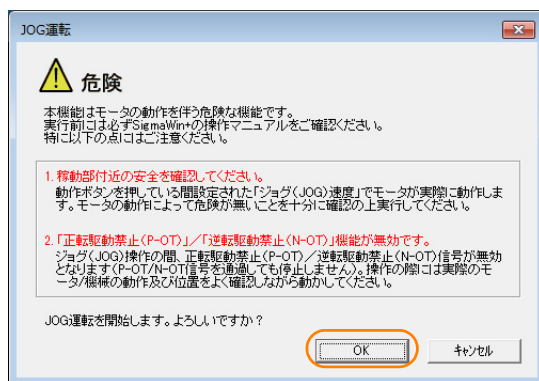 JOG運転
危険
本機能はモータの動作を伴う危険な機能です。
実行前には必ずSigmaWin+の操作マニュアルをご確認ください。
特に以下の点にはご注意ください。
1. 稼動部付近の安全を確認してください。
動作ボタンを押している間設定された「ジョグ(JOG)速度」でモータが実際に動作しま
す。モータの動作によって危険が無いことを十分に確認の上実行してください。
2.「正転駆動禁止(P-OT)」/「逆転駆動禁止(N-OT)」機能が無効です。
ジョグ(JOG)操作の間、正転駆動禁止(P-OT)/逆転駆動禁止(N-OT)信号が無効
となります(P-OT/N-OT信号を通過しても停止しません)。操作の際には実際のモ
ータ/機械の動作及び位置をよく確認しながら動かしてください。
JOG運転を開始します。よろしいですか？
OK
キャンセル